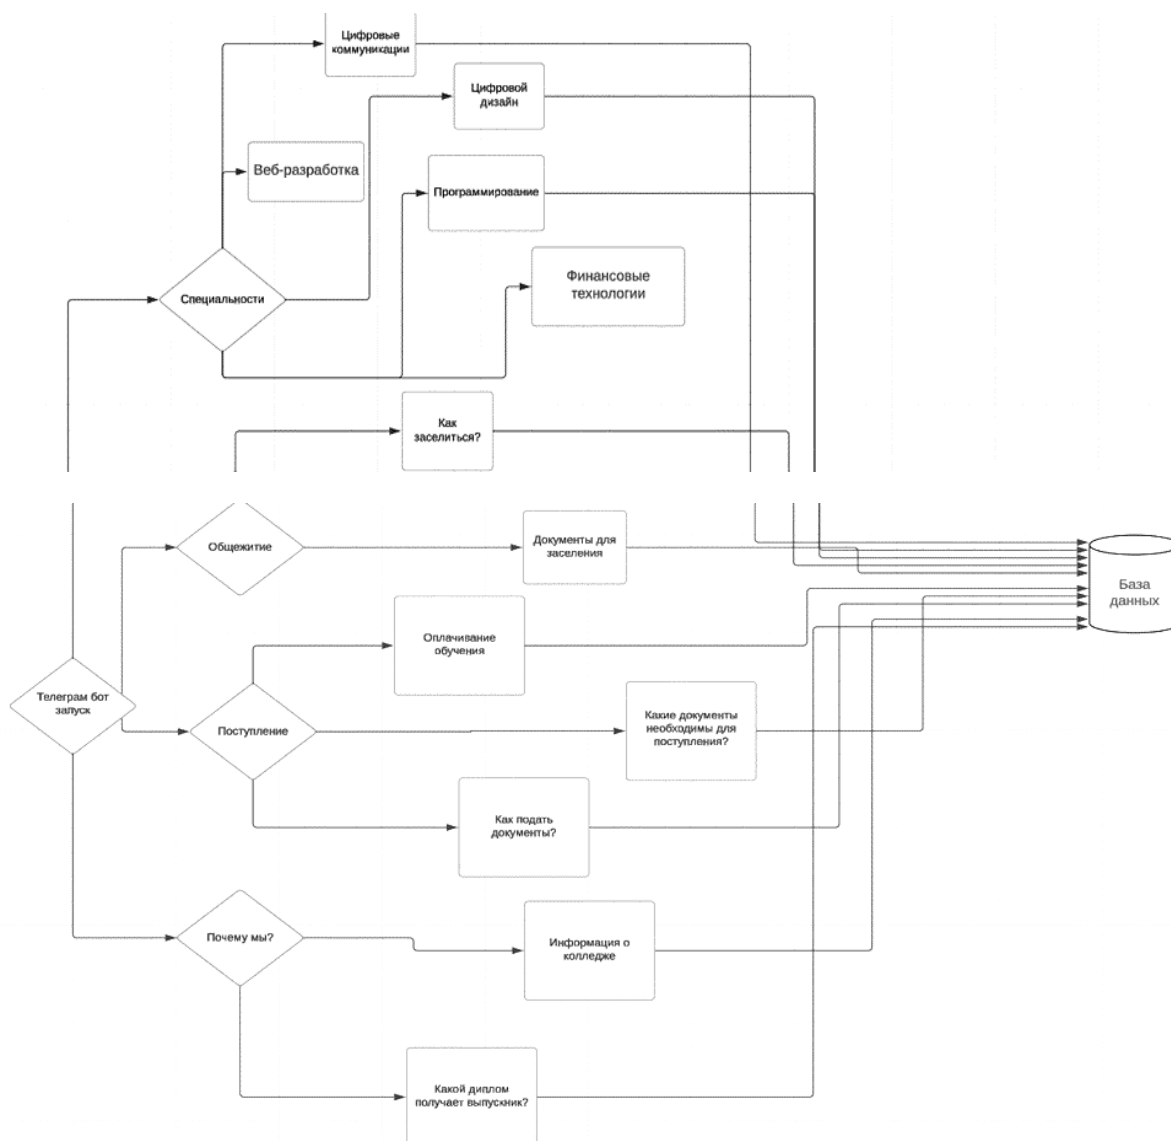 Цифровые
коммуникации
Цифровой
дизайн
Веб-разработка
Программирование
Финансовые
технологии
Специальности
Как
заселиться?
Общежитие
Документы для
заселения
База
данных
Оплачивание
обучения
Телеграм бот
запуск
Поступление
Какие документы
необходимы для
поступления?
Как подать
документы?
Почему мы?
Информация о
колледже
Какой диплом
получает выпускник?